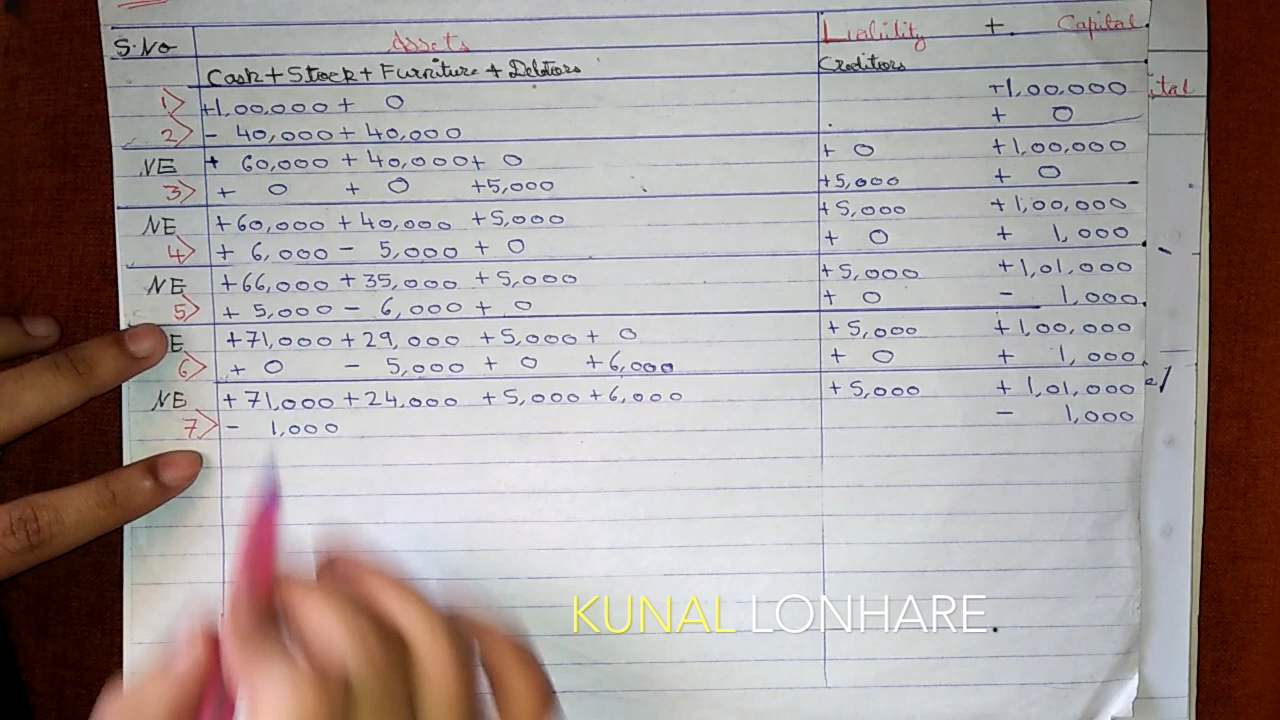 S.No Assets Liability + Capital
Cash + Stock + Furniture + Debtors Creditors
1> +1,00,000 + 0 +1,00,000 ital
2> - 40,000 + 40,000 + 0
NE + 60,000 + 40,000 + 0 + 0 +1,00,000
3> + 0 + 0 +5,000 +5,000 + 0
NE +60,000 + 40,000 +5,000 +5,000 +1,00,000
4> + 6,000 - 5,000 + 0 + 0 + 1,000
NE +66,000 + 35,000 + 5,000 +5,000 +1,01,000
5> + 5,000 - 6,000 + 0 + 0 - 1,000
E +71,000 + 29,000 +5,000 + 0 +5,000 +1,00,000
6> + 0 - 5,000 + 0 +6,000 + 0 + 1,000
NE +71,000 + 24,000 +5,000 +6,000 +5,000 +1,01,000
7> - 1,000 - 1,000
KUNAL LONHARE